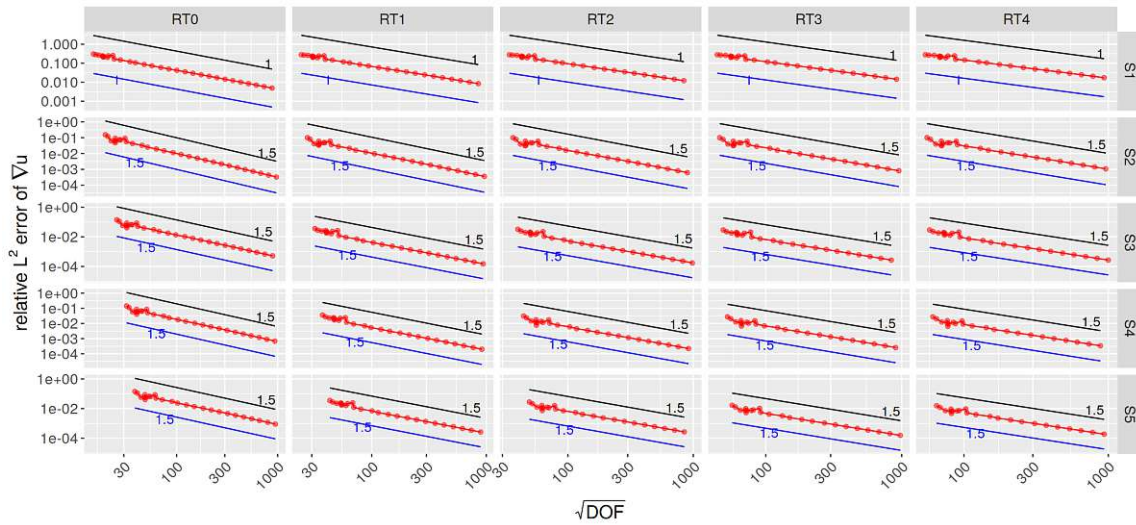 RT0 RT1 RT2 RT3 RT4
relative L² error of ∇u
1.000
0.100
0.010
0.001
1 1 1 1 1
1 1 1 1 1
S1
1e+00
1e-01
1e-02
1e-03
1e-04
1.5 1.5 1.5 1.5 1.5
1.5 1.5 1.5 1.5 1.5
S2
1e+00
1e-02
1e-04
1.5 1.5 1.5 1.5 1.5
1.5 1.5 1.5 1.5 1.5
S3
1e+00
1e-01
1e-02
1e-03
1e-04
1.5 1.5 1.5 1.5 1.5
1.5 1.5 1.5 1.5 1.5
S4
1e+00
1e-02
1e-04
1.5 1.5 1.5 1.5 1.5
1.5 1.5 1.5 1.5 1.5
S5
30 100 300 1000 30 100 300 1000 30 100 300 1000 100 300 1000 100 300 1000
√DOF